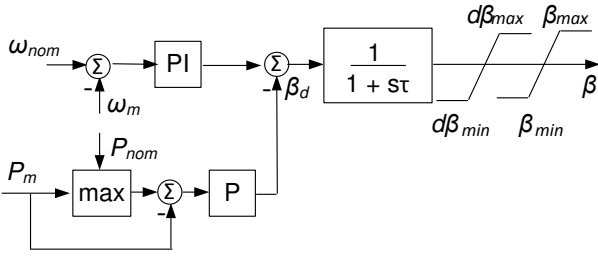 dβmax βmax
ωnom
Σ PI Σ 1
-
ωm - βd 1 + sτ β
dβmin βmin
Pnom
Pm
max Σ P
-